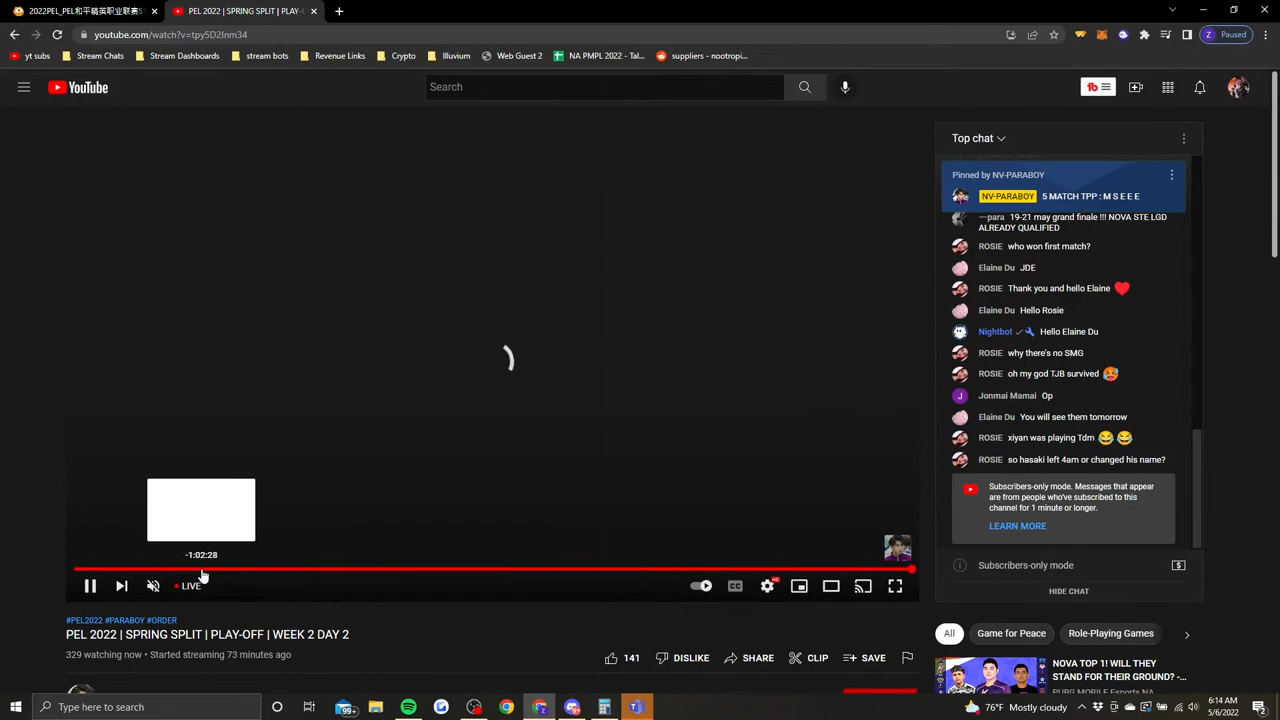 2022PEL_PEL和平精英职业联赛S
PEL 2022 | SPRING SPLIT | PLAY-
youtube.com/watch?v=tpy5D2Inm34
Paused
yt subs
Stream Chats
Stream Dashboards
stream bots
Revenue Links
Crypto
Illuvium
Web Guest 2
NA PMPL 2022 - Tal...
suppliers - nootropi...
YouTube
Search
Top chat
Pinned by NV-PARABOY
NV-PARABOY 5 MATCH TPP : M S E E E
一para 19-21 may grand finale !!! NOVA STE LGD
ALREADY QUALIFIED
ROSIE who won first match?
Elaine Du JDE
ROSIE Thank you and hello Elaine
Elaine Du Hello Rosie
Nightbot Hello Elaine Du
ROSIE why there's no SMG
ROSIE oh my god TJB survived
J Jonmai Mamai Op
Elaine Du You will see them tomorrow
ROSIE xiyan was playing Tdm
ROSIE so hasaki left 4am or changed his name?
Subscribers-only mode. Messages that appear
are from people who've subscribed to this
channel for 1 minute or longer.
LEARN MORE
Subscribers-only mode
HIDE CHAT
-1:02:28
LIVE
CC
HD
#PEL2022 #PARABOY #ORDER
PEL 2022 | SPRING SPLIT | PLAY-OFF | WEEK 2 DAY 2
329 watching now • Started streaming 73 minutes ago
141
DISLIKE
SHARE
CLIP
SAVE
All
Game for Peace
Role-Playing Games
NOVA TOP 1! WILL THEY
STAND FOR THEIR GROUND? -...
PUBG MOBILE Esports NA
Type here to search
99+
76°F Mostly cloudy
6:14 AM
5/6/2022